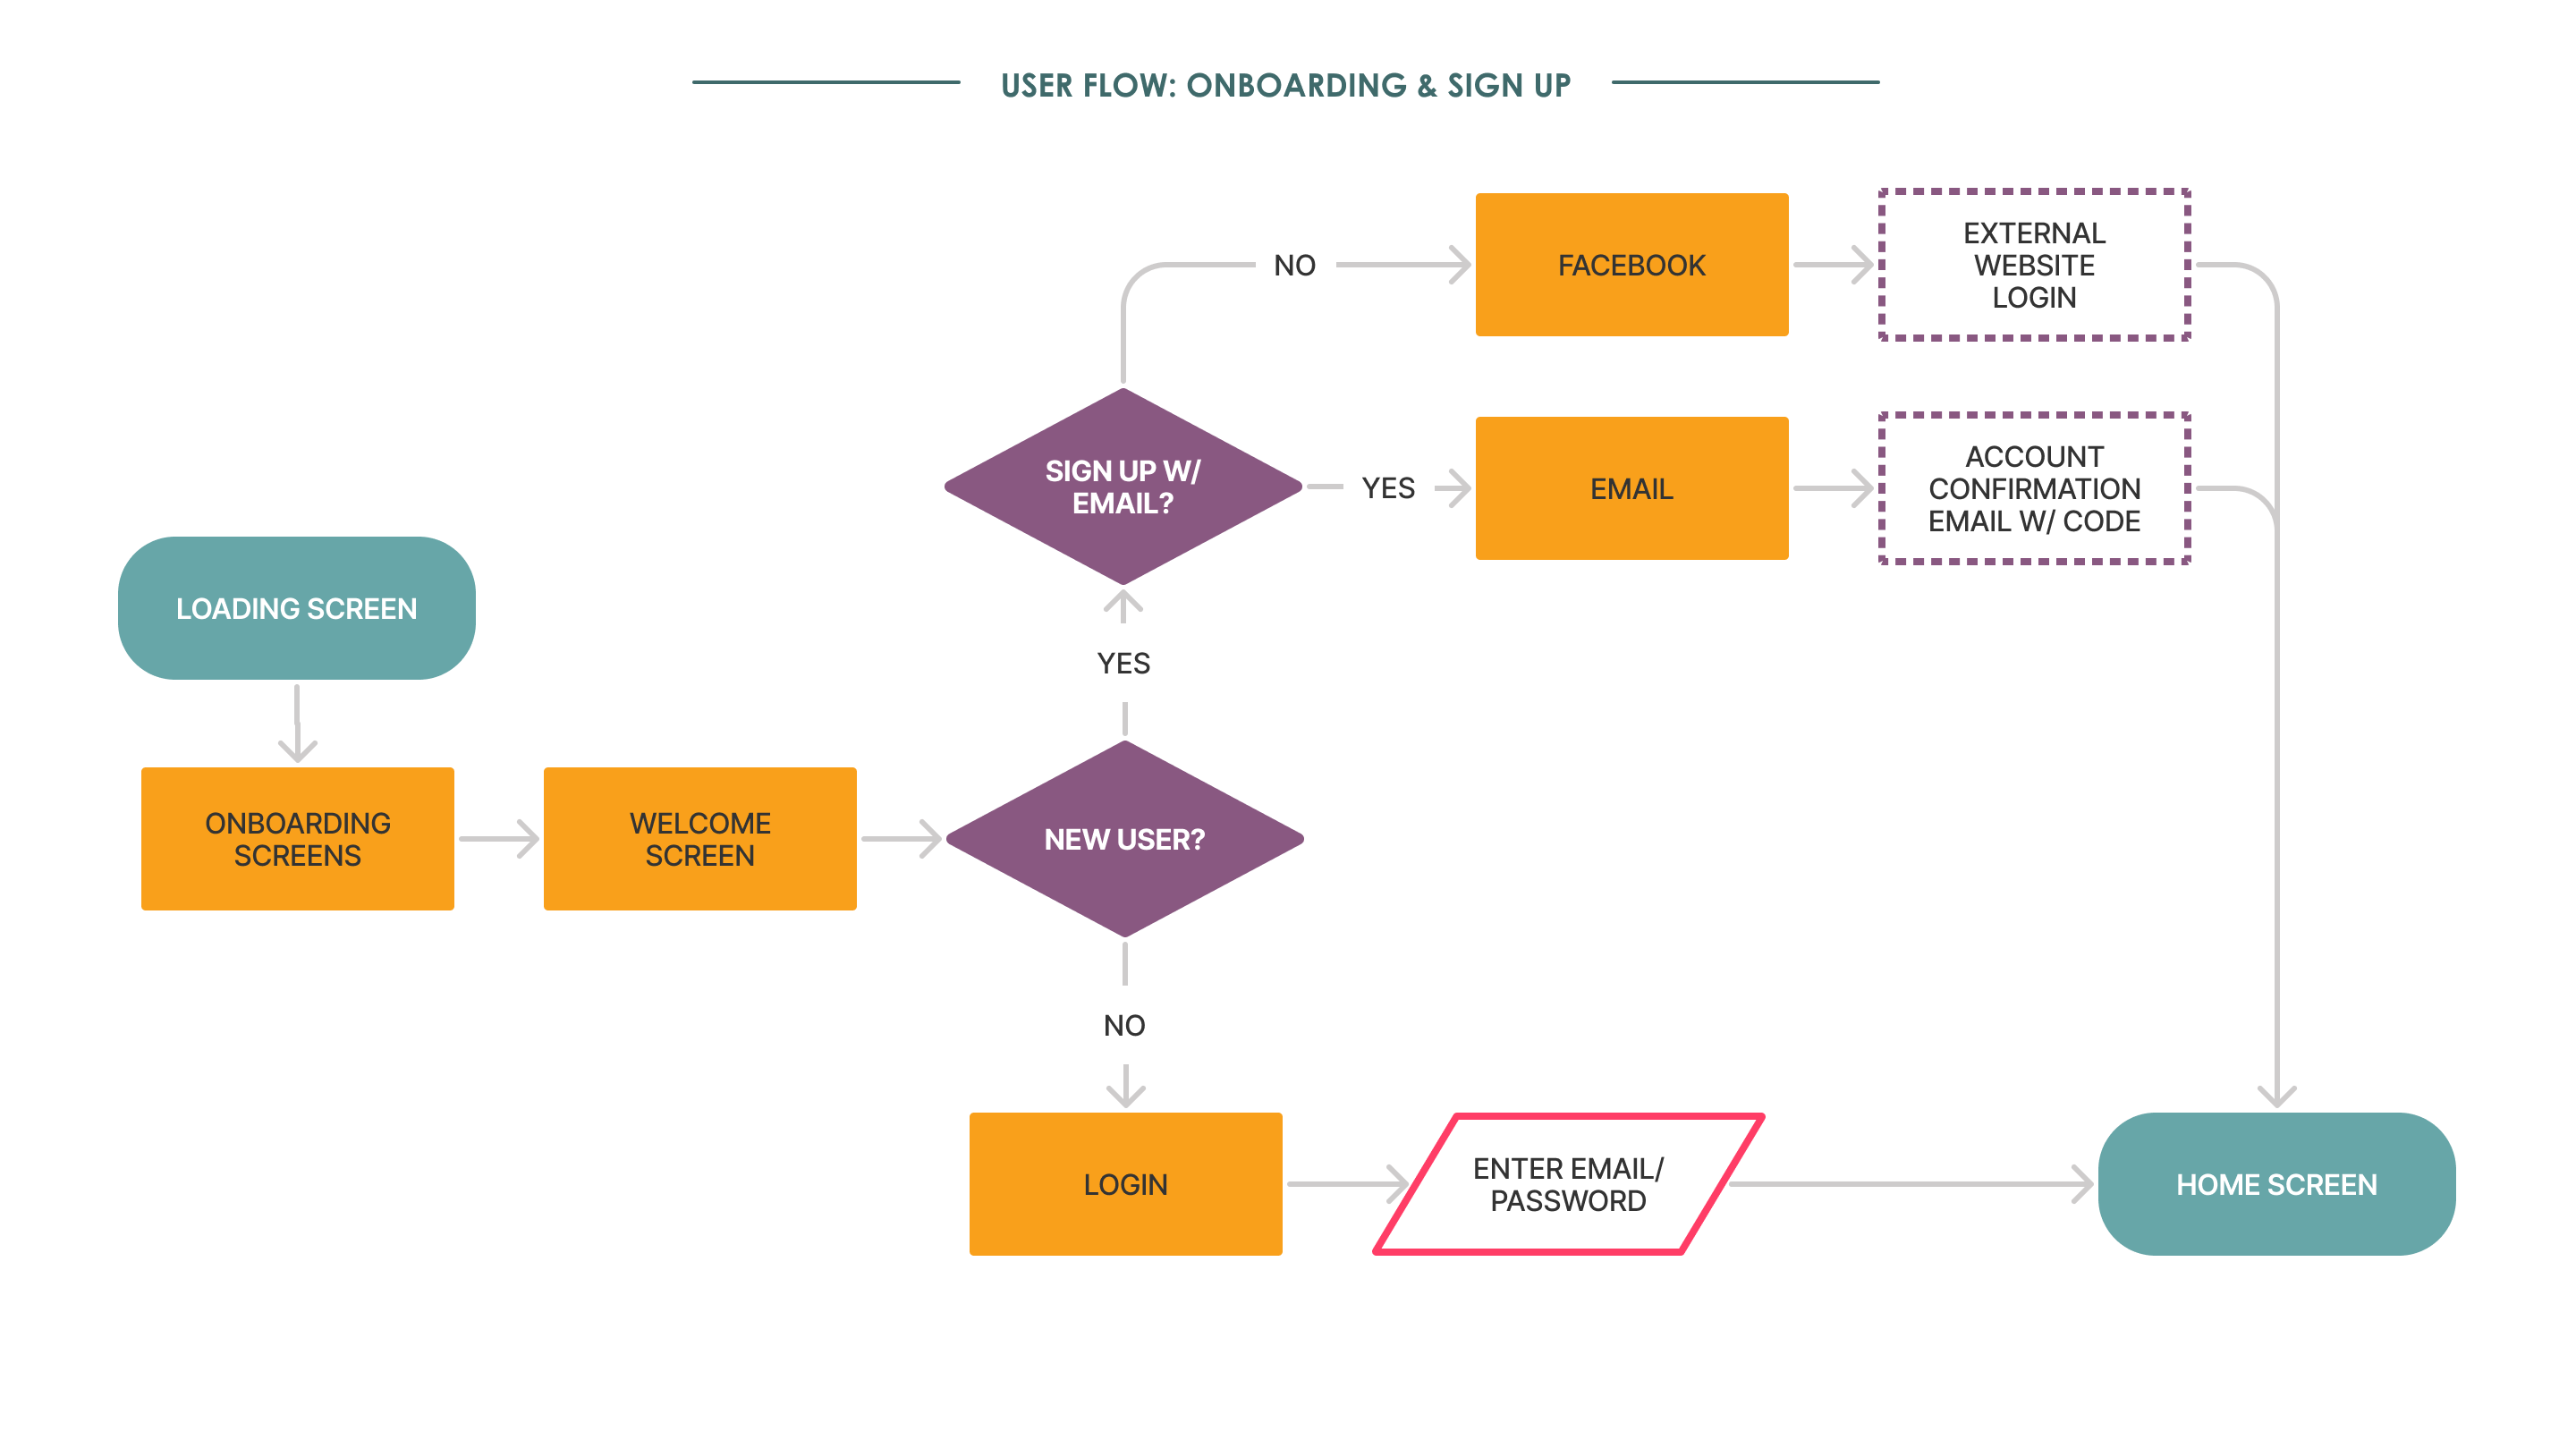 USER FLOW: ONBOARDING & SIGN UP
NO
FACEBOOK
EXTERNAL
WEBSITE
LOGIN
SIGN UP W/
EMAIL?
YES
EMAIL
ACCOUNT
CONFIRMATION
EMAIL W/ CODE
LOADING SCREEN
YES
ONBOARDING
SCREENS
WELCOME
SCREEN
NEW USER?
NO
LOGIN
ENTER EMAIL/
PASSWORD
HOME SCREEN